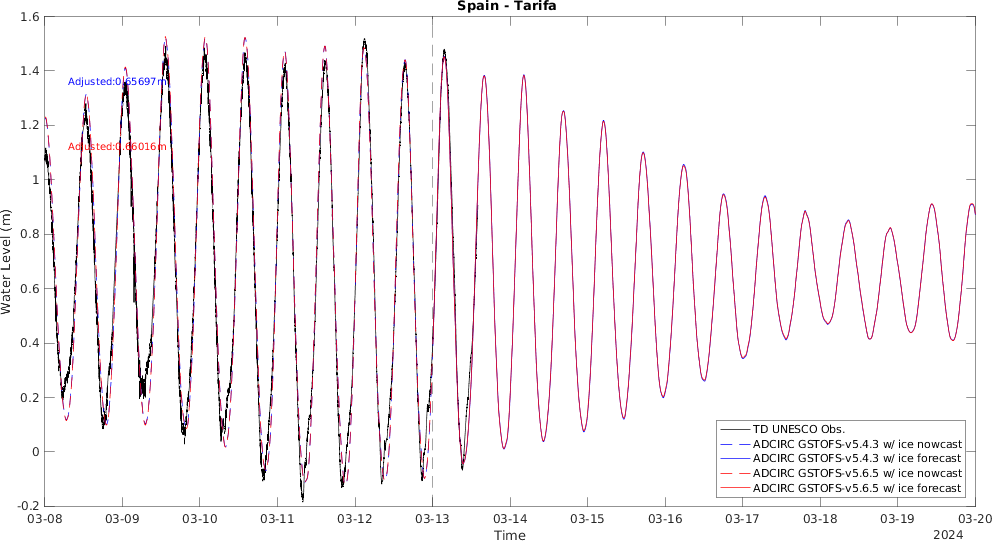 Spain - Tarifa
1.6
1.4
1.2
1
0.8
0.6
0.4
0.2
0
-0.2
Water Level (m)
Adjusted:0.65697m
Adjusted:0.66016m
TD UNESCO Obs.
ADCIRC GSTOFS-v5.4.3 w/ ice nowcast
ADCIRC GSTOFS-v5.4.3 w/ ice forecast
ADCIRC GSTOFS-v5.6.5 w/ ice nowcast
ADCIRC GSTOFS-v5.6.5 w/ ice forecast
03-08 03-09 03-10 03-11 03-12 03-13 03-14 03-15 03-16 03-17 03-18 03-19 03-20
Time
2024